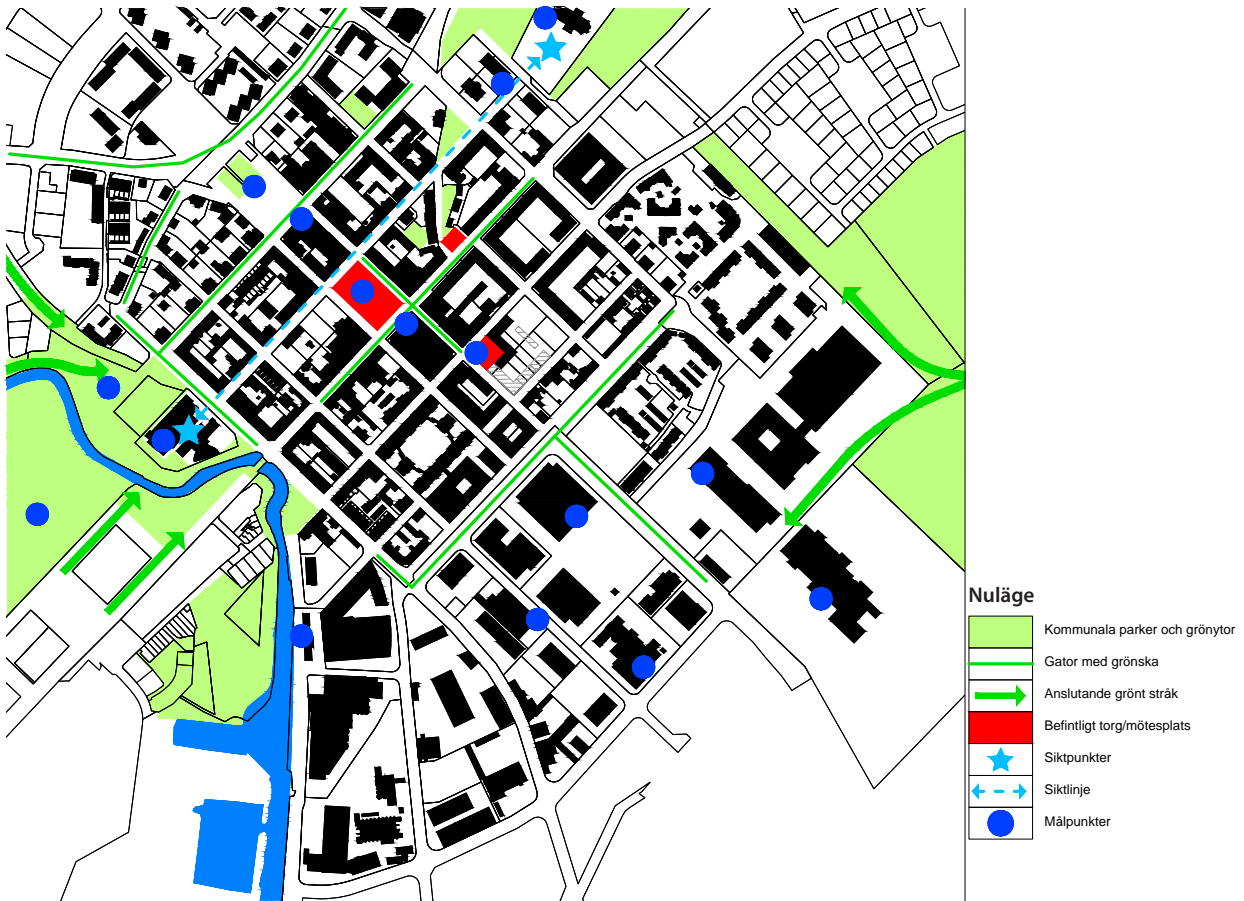 Nuläge
Kommunala parker och grönytor
Gator med grönska
Anslutande grönt stråk
Befintligt torg/mötesplats
Siktpunkter
Siktlinje
Målpunkter